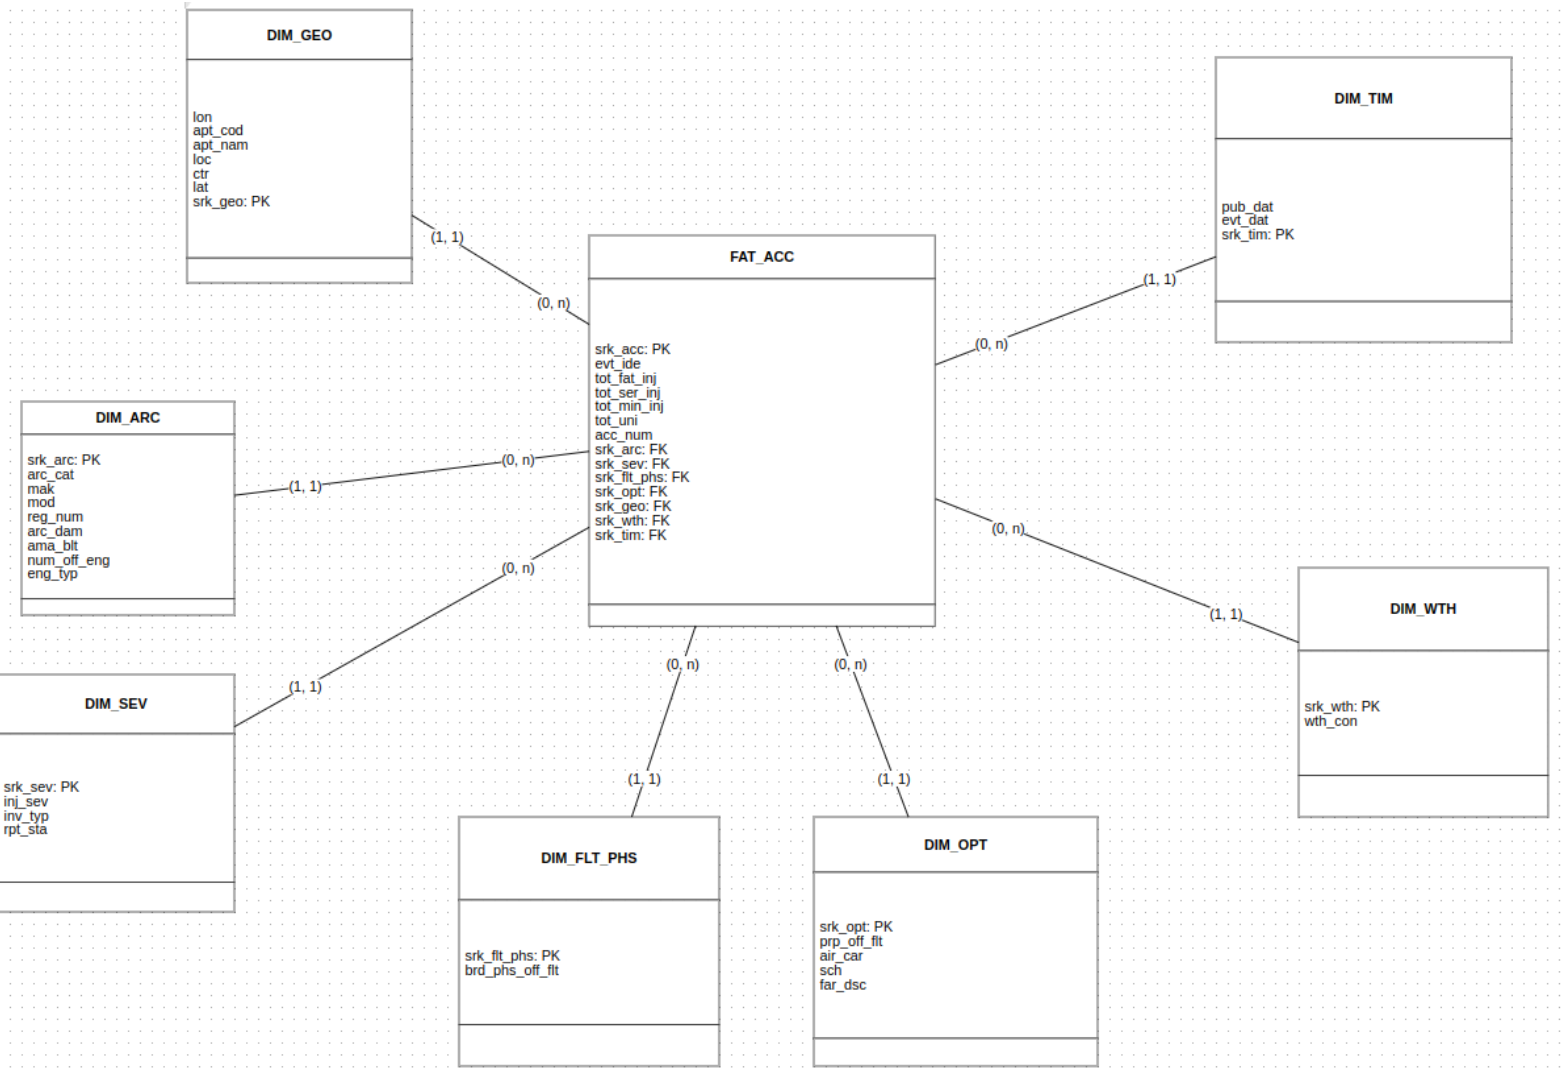 DIM_GEO
lon
apt_cod
apt_nam
loc
ctr
lat
srk_geo: PK
(1, 1)
(0, n)
DIM_TIM
pub_dat
evt_dat
srk_tim: PK
(1, 1)
(0, n)
FAT_ACC
srk_acc: PK
evt_ide
tot_fat_inj
tot_ser_inj
tot_min_inj
tot_uni
acc_num
srk_arc: FK
srk_sev: FK
srk_flt_phs: FK
srk_opt: FK
srk_geo: FK
srk_wth: FK
srk_tim: FK
DIM_ARC
srk_arc: PK
arc_cat
mak
mod
reg_num
arc_dam
ama_blt
num_off_eng
eng_typ
(0, n)
(1, 1)
(0, n)
(1, 1)
DIM_SEV
srk_sev: PK
inj_sev
inv_typ
rpt_sta
(0, n)
(1, 1)
DIM_WTH
srk_wth: PK
wth_con
(0, n)
(1, 1)
DIM_FLT_PHS
srk_flt_phs: PK
brd_phs_off_flt
(0, n)
(1, 1)
DIM_OPT
srk_opt: PK
prp_off_flt
air_car
sch
far_dsc